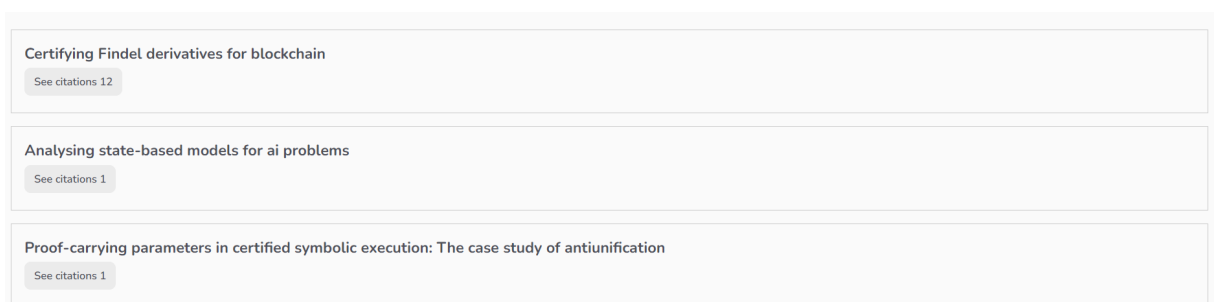 Certifying Findel derivatives for blockchain
See citations 12
Analysing state-based models for ai problems
See citations 1
Proof-carrying parameters in certified symbolic execution: The case study of antiunification
See citations 1